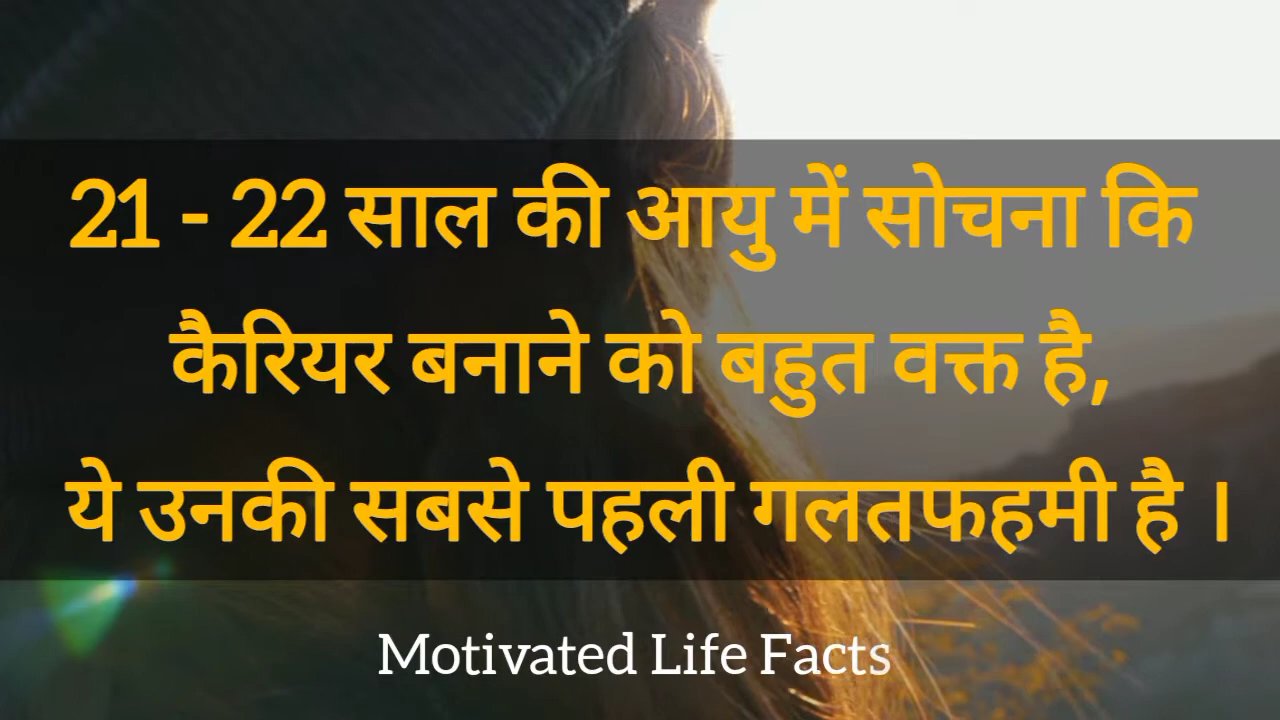 21 - 22 साल की आयु में सोचना कि
कैरियर बनाने को बहुत वक्त है,
ये उनकी सबसे पहली गलतफहमी है ।
Motivated Life Facts